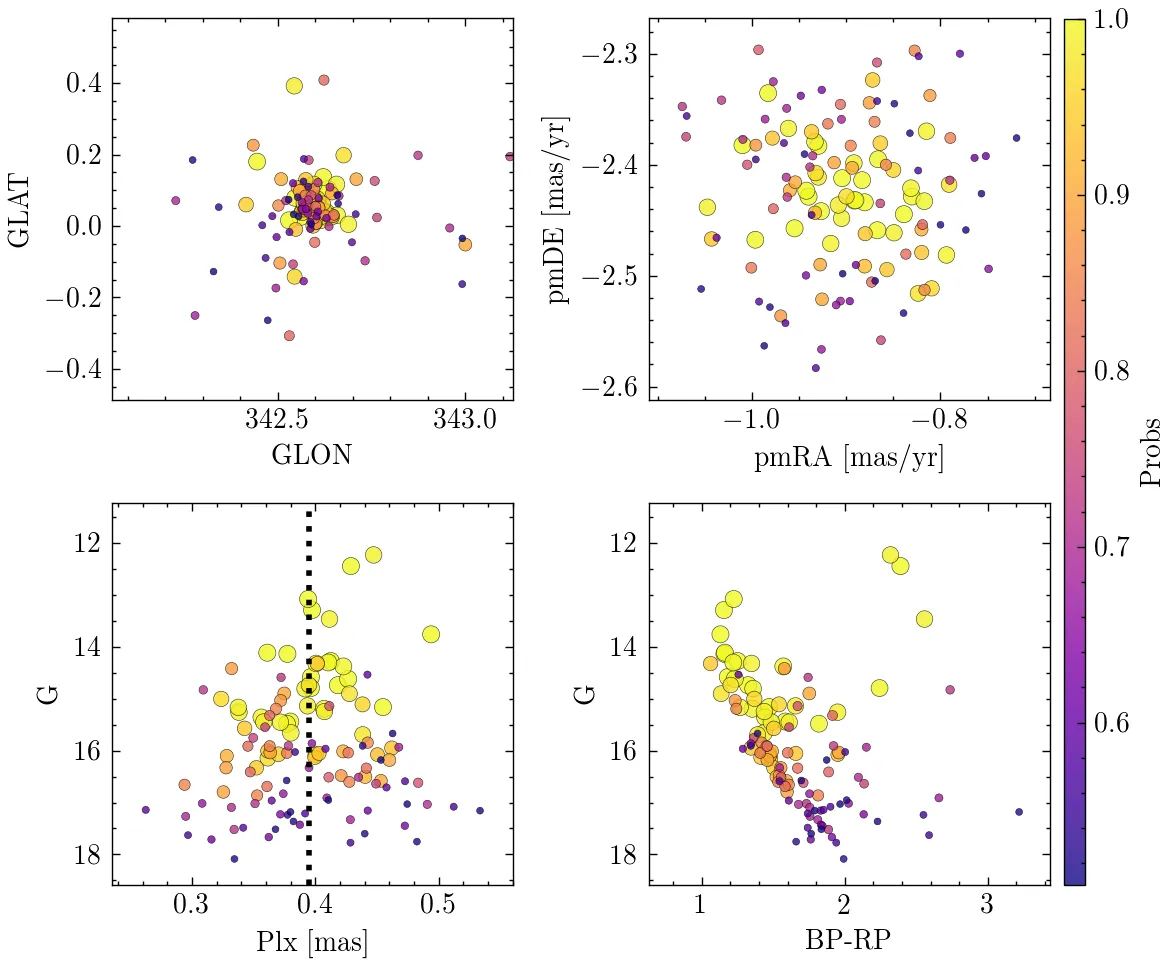 0.4
0.2
0.0
−0.2
−0.4
GLAT
342.5 343.0
GLON
−2.3
−2.4
−2.5
−2.6
pmDE [mas/yr]
−1.0 −0.8
pmRA [mas/yr]
1.0
0.9
0.8
0.7
0.6
Probs
12
14
16
18
G
0.3 0.4 0.5
Plx [mas]
12
14
16
18
G
1 2 3
BP-RP